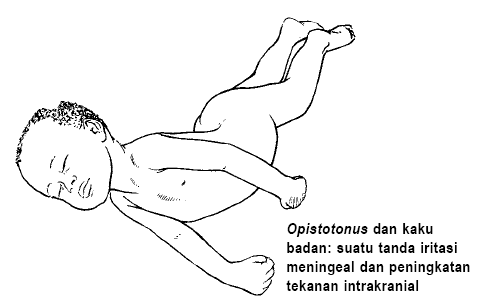 Opistotonus dan kaku
badan: suatu tanda iritasi
meningeal dan peningkatan
tekanan intrakranial